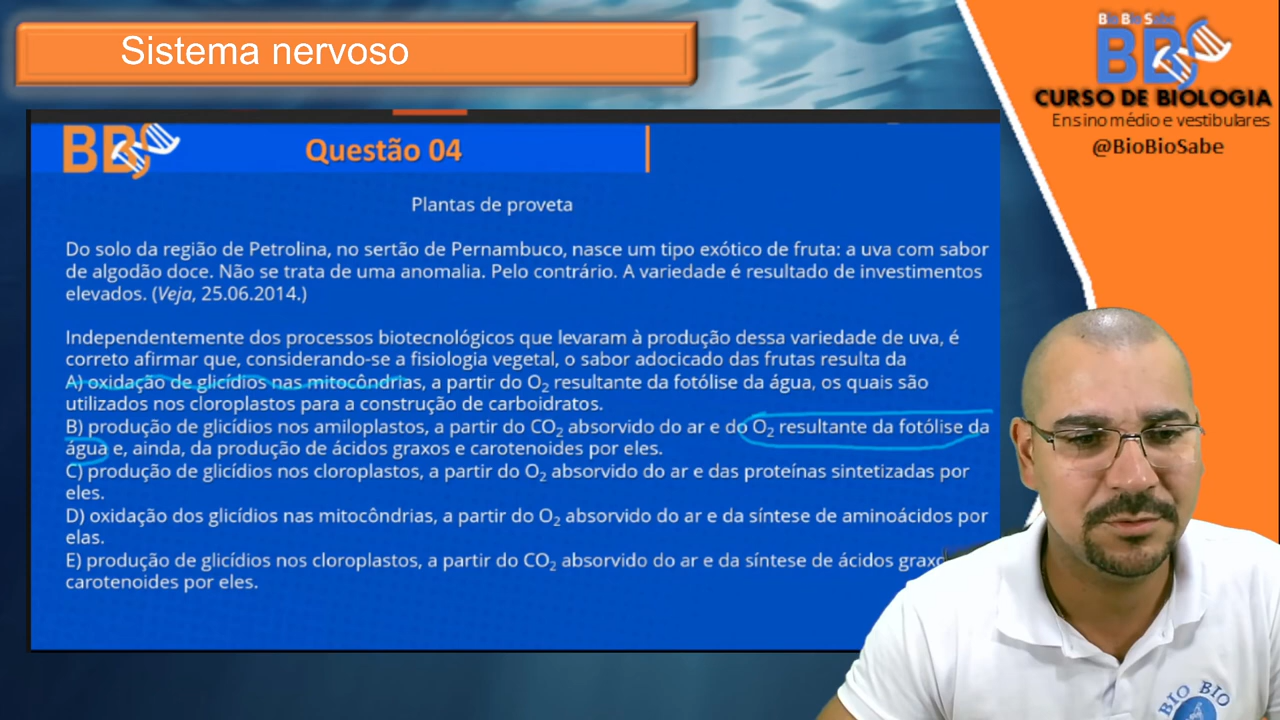 Sistema nervoso
Bio Bio Sabe
BBS
CURSO DE BIOLOGIA
Ensino médio e vestibulares
@BioBioSabe
BBS
Questão 04
Plantas de proveta
Do solo da região de Petrolina, no sertão de Pernambuco, nasce um tipo exótico de fruta: a uva com sabor
de algodão doce. Não se trata de uma anomalia. Pelo contrário. A variedade é resultado de investimentos
elevados. (Veja, 25.06.2014.)
Independentemente dos processos biotecnológicos que levaram à produção dessa variedade de uva, é
correto afirmar que, considerando-se a fisiologia vegetal, o sabor adocicado das frutas resulta da
A) oxidação de glicídios nas mitocôndrias, a partir do O₂ resultante da fotólise da água, os quais são
utilizados nos cloroplastos para a construção de carboidratos.
B) produção de glicídios nos amiloplastos, a partir do CO₂ absorvido do ar e do O₂ resultante da fotólise da
água e, ainda, da produção de ácidos graxos e carotenoides por eles.
C) produção de glicídios nos cloroplastos, a partir do O₂ absorvido do ar e das proteínas sintetizadas por
eles.
D) oxidação dos glicídios nas mitocôndrias, a partir do O₂ absorvido do ar e da síntese de aminoácidos por
elas.
E) produção de glicídios nos cloroplastos, a partir do CO₂ absorvido do ar e da síntese de ácidos
carotenoides por eles.
BIO BIO